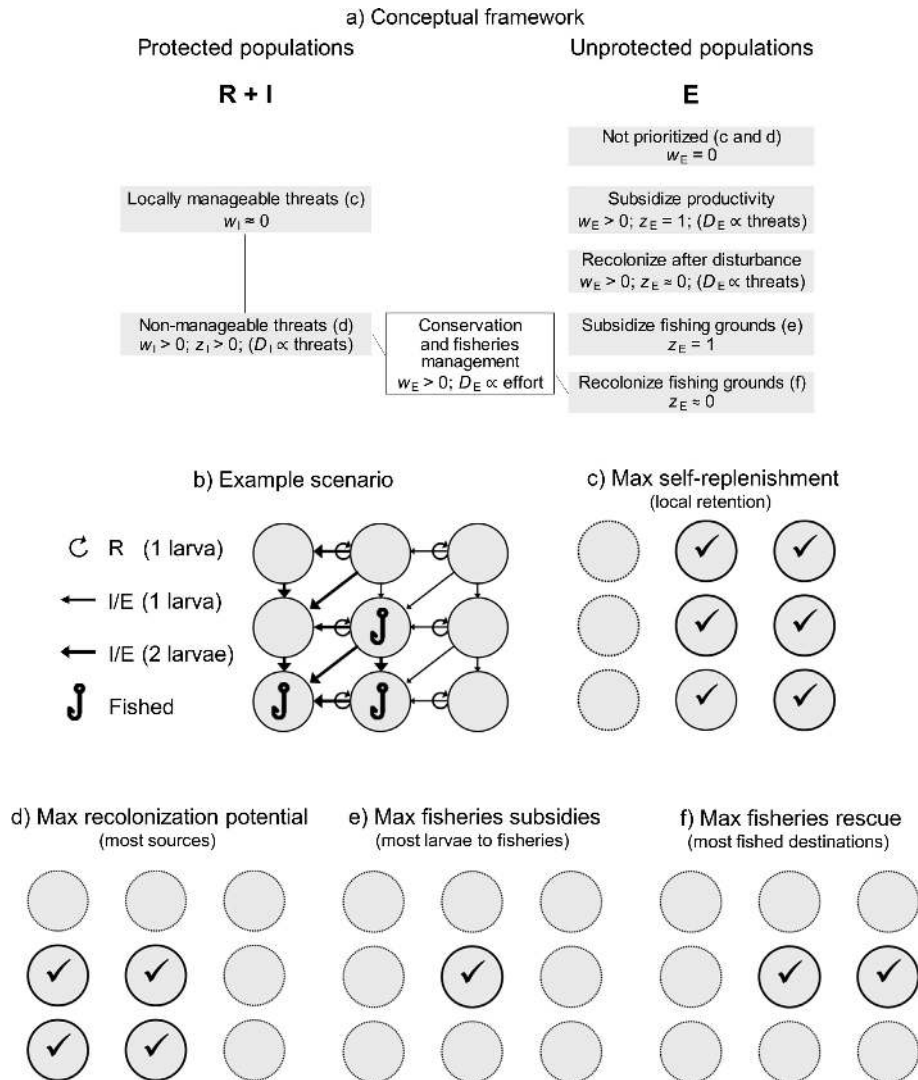 a) Conceptual framework
Protected populations
Unprotected populations
R + I
E
Not prioritized (c and d)
w_E = 0
Locally manageable threats (c)
w_I ≈ 0
Subsidize productivity
w_E > 0; z_E = 1; (D_E ∝ threats)
Recolonize after disturbance
w_E > 0; z_E ≈ 0; (D_E ∝ threats)
Non-manageable threats (d)
w_I > 0; z_I > 0; (D_I ∝ threats)
Conservation
and fisheries
management
w_E > 0; D_E ∝ effort
Subsidize fishing grounds (e)
z_E = 1
Recolonize fishing grounds (f)
z_E ≈ 0
b) Example scenario
R (1 larva)
I/E (1 larva)
I/E (2 larvae)
Fished
c) Max self-replenishment
(local retention)
d) Max recolonization potential
(most sources)
e) Max fisheries subsidies
(most larvae to fisheries)
f) Max fisheries rescue
(most fished destinations)